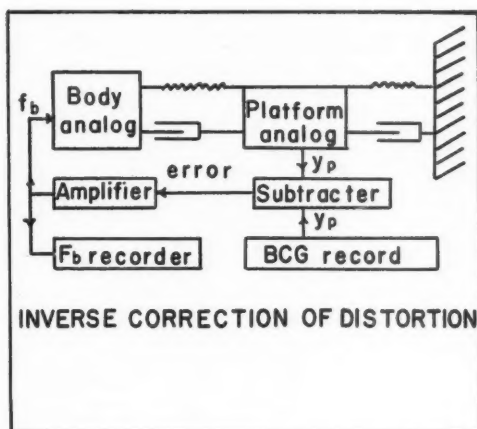 f_b
Body analog
Platform analog
y_p
error
Amplifier
Subtracter
y_p
F_b recorder
BCG record
INVERSE CORRECTION OF DISTORTION